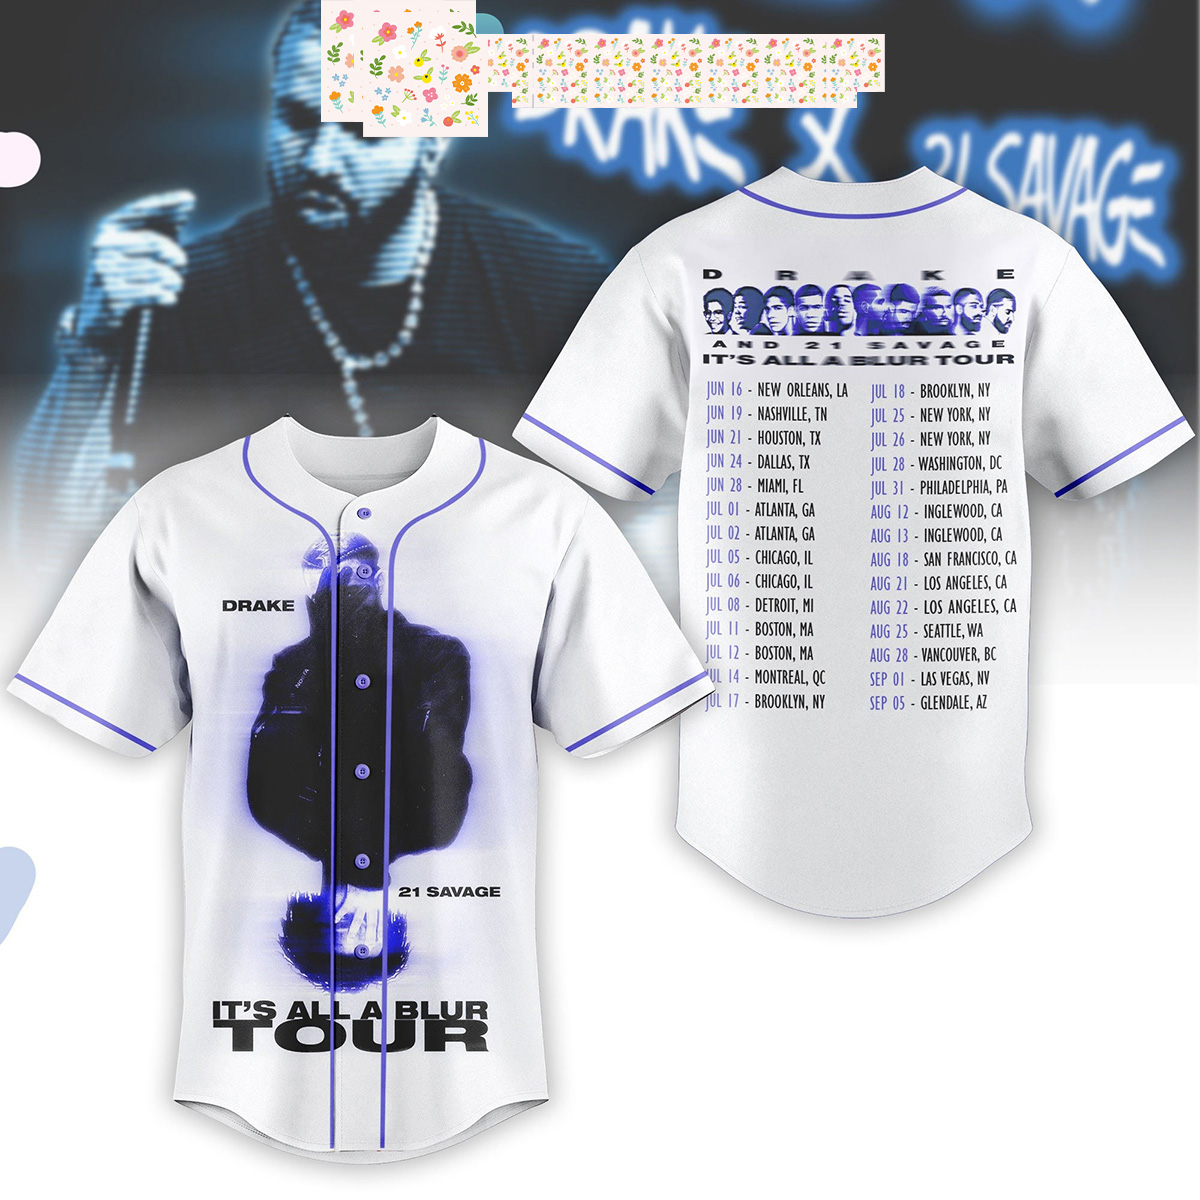 DRAKE X
21 SAVAGE
DRAKE
AND 21 SAVAGE
IT'S ALL A BLUR TOUR
JUN 16 - NEW ORLEANS, LA
JUN 19 - NASHVILLE, TN
JUN 21 - HOUSTON, TX
JUN 24 - DALLAS, TX
JUN 28 - MIAMI, FL
JUL 01 - ATLANTA, GA
JUL 02 - ATLANTA, GA
JUL 05 - CHICAGO, IL
JUL 06 - CHICAGO, IL
JUL 08 - DETROIT, MI
JUL 11 - BOSTON, MA
JUL 12 - BOSTON, MA
JUL 14 - MONTREAL, QC
JUL 17 - BROOKLYN, NY
JUL 18 - BROOKLYN, NY
JUL 25 - NEW YORK, NY
JUL 26 - NEW YORK, NY
JUL 28 - WASHINGTON, DC
JUL 31 - PHILADELPHIA, PA
AUG 12 - INGLEWOOD, CA
AUG 13 - INGLEWOOD, CA
AUG 18 - SAN FRANCISCO, CA
AUG 21 - LOS ANGELES, CA
AUG 22 - LOS ANGELES, CA
AUG 25 - SEATTLE, WA
AUG 28 - VANCOUVER, BC
SEP 01 - LAS VEGAS, NV
SEP 05 - GLENDALE, AZ
DRAKE
21 SAVAGE
IT'S ALL A BLUR
TOUR